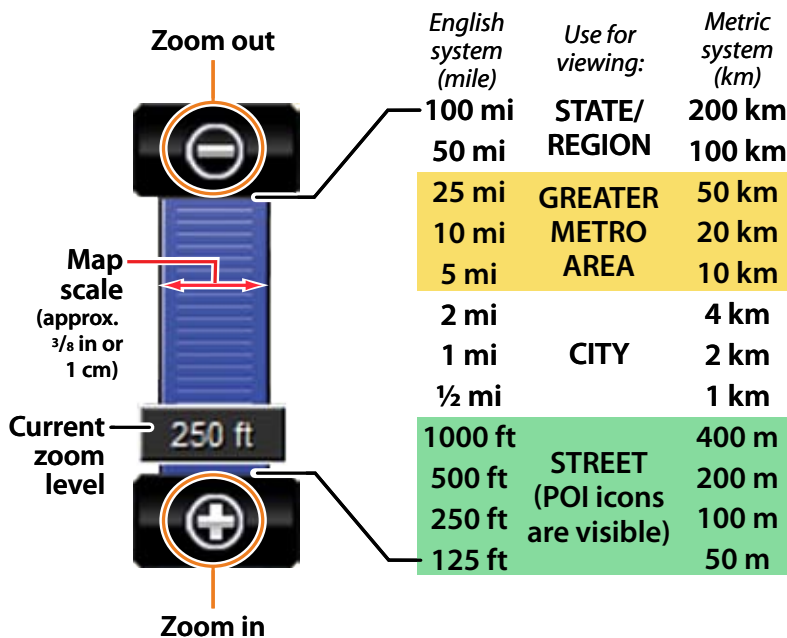 Zoom out
Map
scale
(approx.
3/8 in or
1 cm)
Current
zoom
level
250 ft
Zoom in
English
system
(mile)
Use for
viewing:
Metric
system
(km)
100 mi
STATE/
200 km
50 mi
REGION
100 km
25 mi
GREATER
50 km
10 mi
METRO
20 km
5 mi
AREA
10 km
2 mi
4 km
1 mi
CITY
2 km
½ mi
1 km
1000 ft
400 m
500 ft
STREET
200 m
250 ft
(POI icons
100 m
are visible)
125 ft
50 m